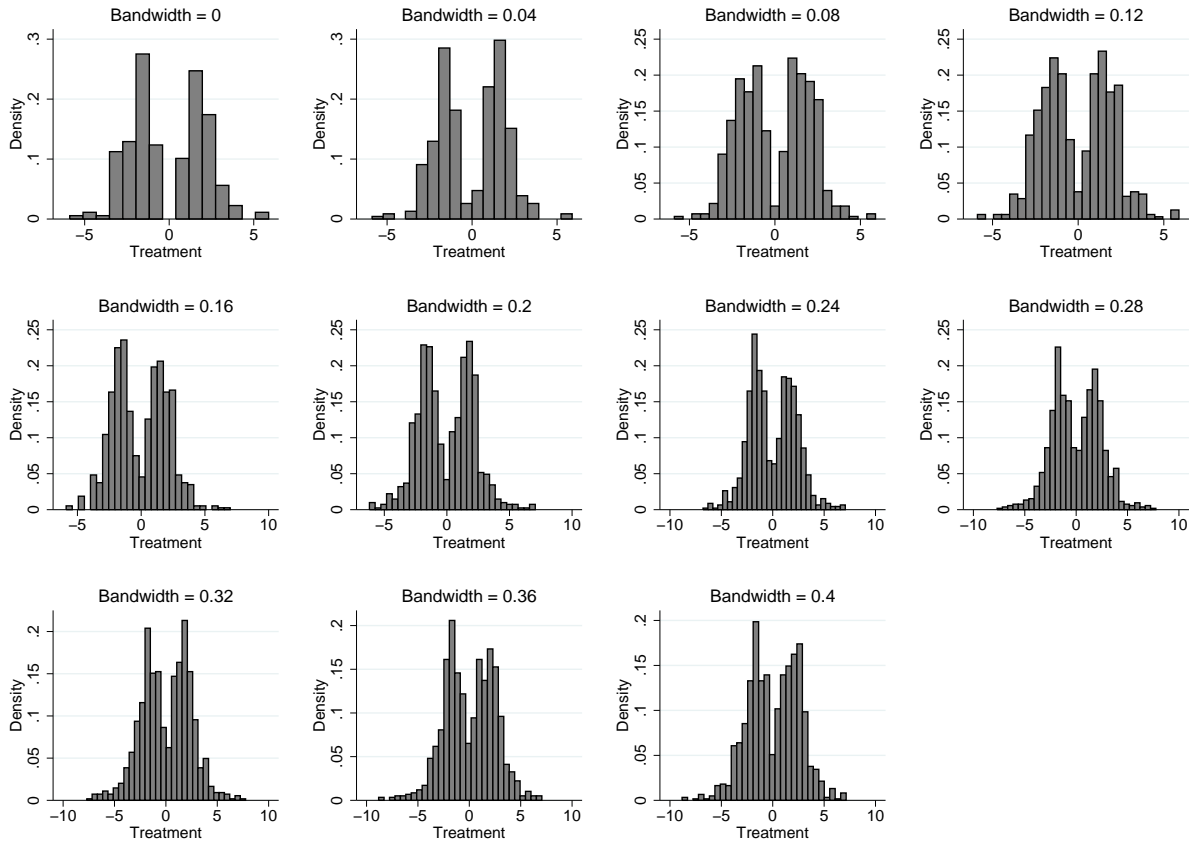 Bandwidth = 0
Bandwidth = 0.04
Bandwidth = 0.08
Bandwidth = 0.12
Density
0 .1 .2 .3
−5 0 5
Treatment
Density
0 .1 .2 .3
−5 0 5
Treatment
Density
0 .05 .1 .15 .2 .25
−5 0 5
Treatment
Density
0 .05 .1 .15 .2 .25
−5 0 5
Treatment
Bandwidth = 0.16
Bandwidth = 0.2
Bandwidth = 0.24
Bandwidth = 0.28
Density
0 .05 .1 .15 .2 .25
−5 0 5 10
Treatment
Density
0 .05 .1 .15 .2 .25
−5 0 5 10
Treatment
Density
0 .05 .1 .15 .2 .25
−10 −5 0 5 10
Treatment
Density
0 .05 .1 .15 .2 .25
−10 −5 0 5 10
Treatment
Bandwidth = 0.32
Bandwidth = 0.36
Bandwidth = 0.4
Density
0 .05 .1 .15 .2
−10 −5 0 5 10
Treatment
Density
0 .05 .1 .15 .2
−10 −5 0 5 10
Treatment
Density
0 .05 .1 .15 .2
−10 −5 0 5 10
Treatment